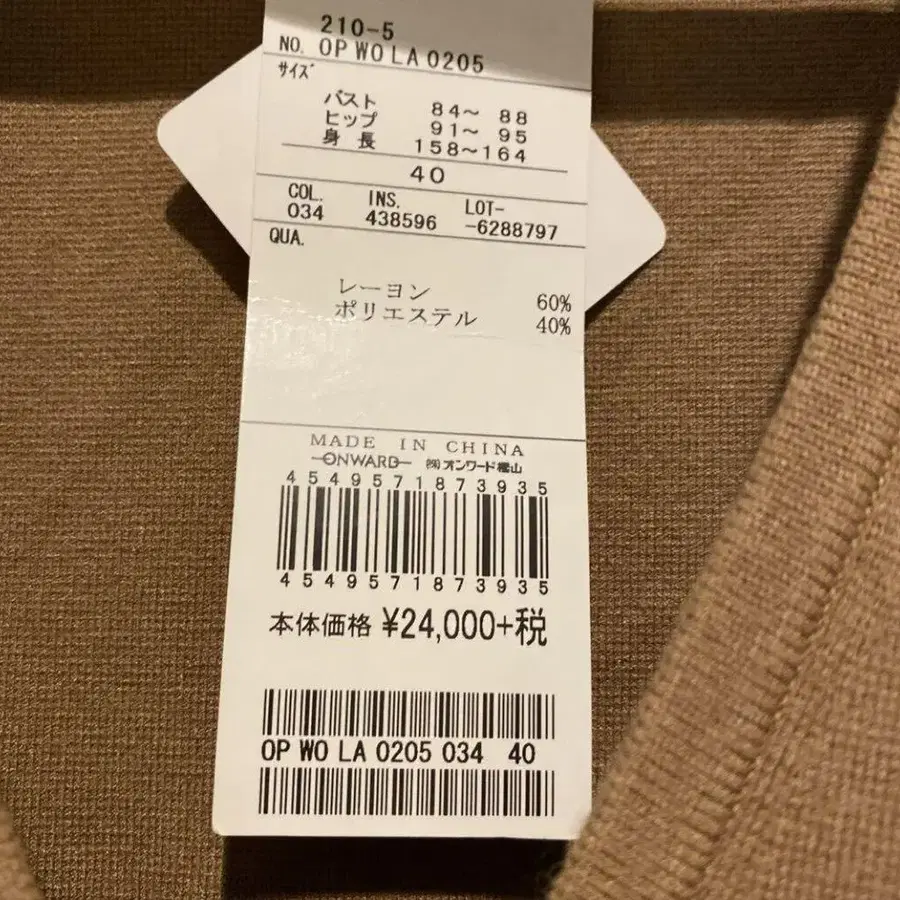 210-5
NO. OP WO LA 0205
サイズ
バスト 84～ 88
ヒップ 91～ 95
身 長 158～164
40
COL. INS. LOT-
034 438596 -6288797
QUA.
レーヨン 60%
ポリエステル 40%
MADE IN CHINA
ONWARD ㈱オンワード樫山
4549571873935
4549571873935
本体価格 ¥24,000+税
OP WO LA 0205 034 40